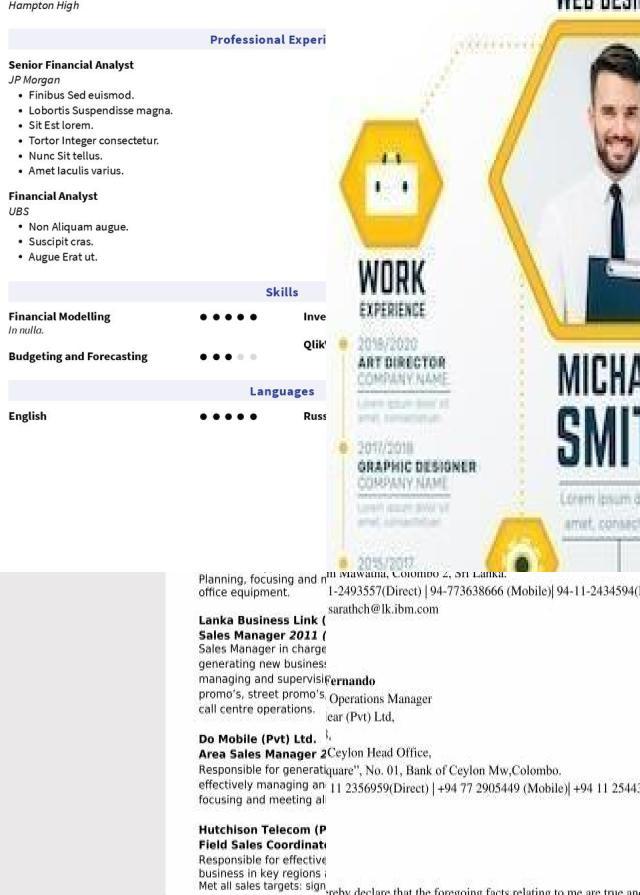 Hampton High
Professional Experi
Senior Financial Analyst
JP Morgan
• Finibus Sed euismod.
• Lobortis Suspendisse magna.
• Sit Est lorem.
• Tortor Integer consectetur.
• Nunc Sit tellus.
• Amet Iaculis varius.
Financial Analyst
UBS
• Non Aliquam augue.
• Suscipit cras.
• Augue Erat ut.
Skills
Financial Modelling
In nulla.
Inve
Qlik
Budgeting and Forecasting
Languages
English
Russ
WEB DESI
WORK
EXPERIENCE
2018/2020
ART DIRECTOR
COMPANY NAME
Lorem ipsum dolor sit
amet, consectetur
2017/2018
GRAPHIC DESIGNER
COMPANY NAME
Lorem ipsum dolor sit
amet, consectetur
2015/2017
MICHA
SMIT
Lorem ipsum d
amet, consecte
Planning, focusing and m
office equipment.
Lanka Business Link (
Sales Manager 2011 (
Sales Manager in charge
generating new business
managing and supervisi
promo's, street promo's,
call centre operations.
Do Mobile (Pvt) Ltd.
Area Sales Manager 2
Responsible for generati
effectively managing an
focusing and meeting al
Hutchison Telecom (P
Field Sales Coordinato
Responsible for effective
business in key regions
Met all sales targets: sign
m Mawatha, Colombo 2, Sri Lanka.
1-2493557(Direct) | 94-773638666 (Mobile)| 94-11-2434594(
sarathch@lk.ibm.com
Fernando
Operations Manager
ear (Pvt) Ltd,
Ceylon Head Office,
quare", No. 01, Bank of Ceylon Mw,Colombo.
11 2356959(Direct) | +94 77 2905449 (Mobile)| +94 11 2544
reby declare that the foregoing facts relating to me are true an